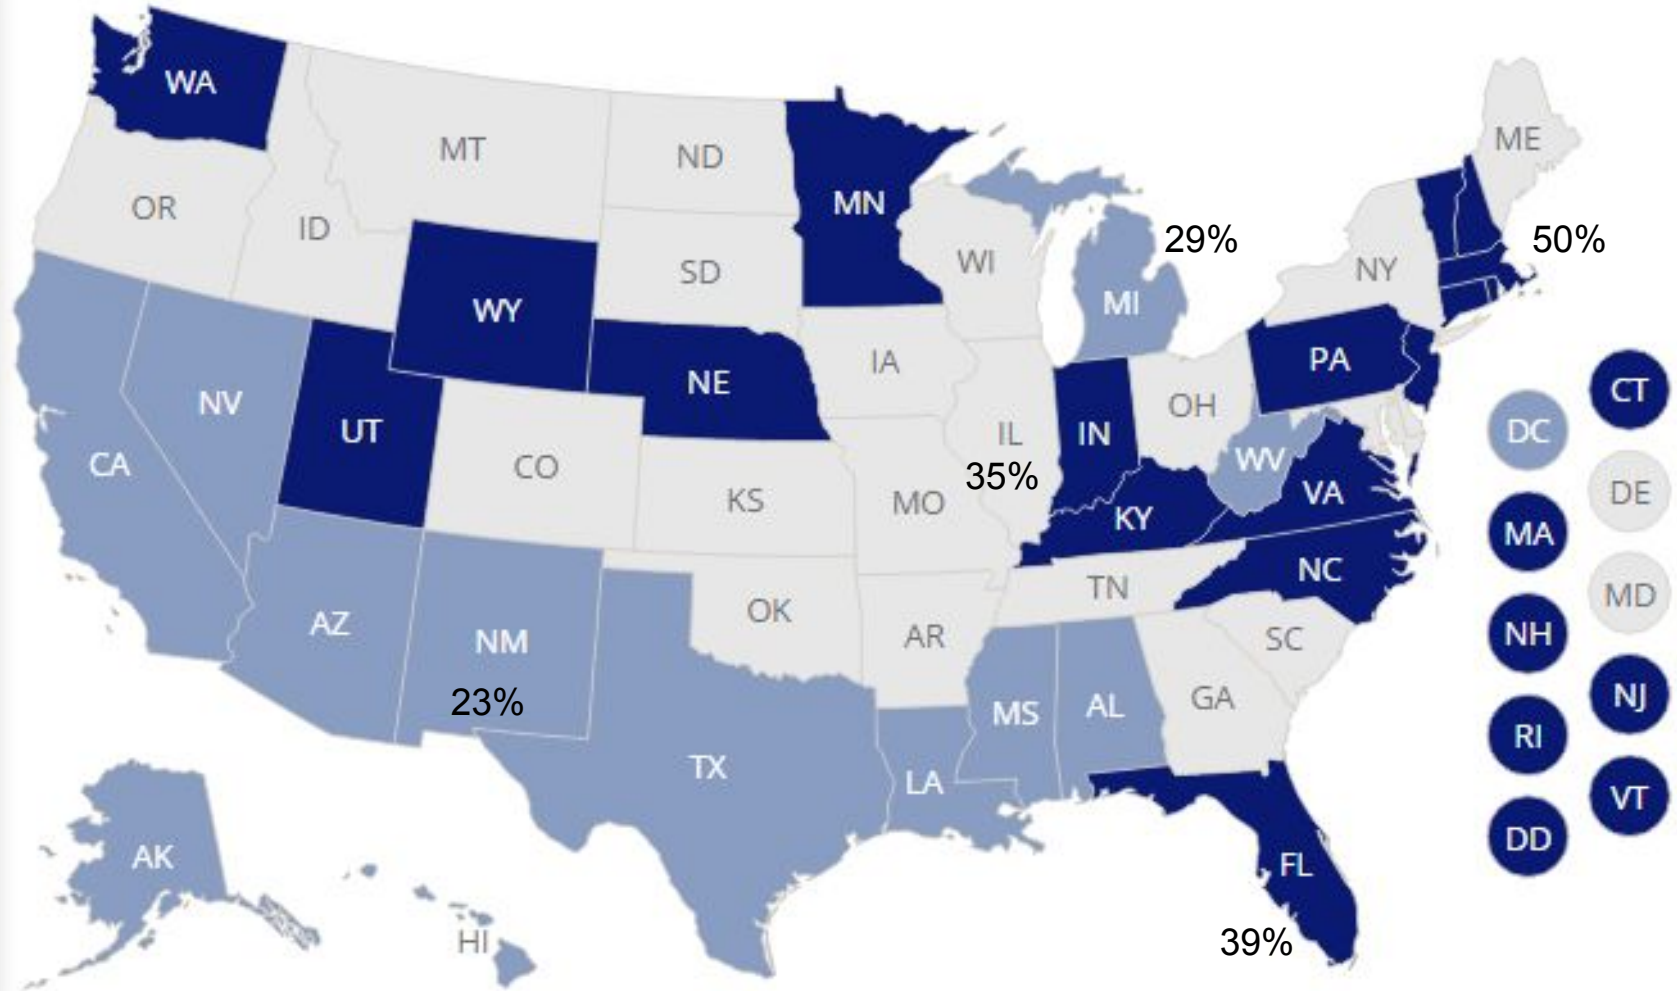 WA
MT
ND
MN
ME
OR
ID
SD
WI
MI
29%
NY
50%
WY
NE
IA
PA
NV
UT
CO
IL
35%
IN
OH
WV
CA
KS
MO
KY
VA
NC
TN
AZ
NM
23%
OK
AR
SC
MS
AL
GA
TX
LA
FL
39%
AK
HI
CT
DC
DE
MA
MD
NH
NJ
RI
VT
DD